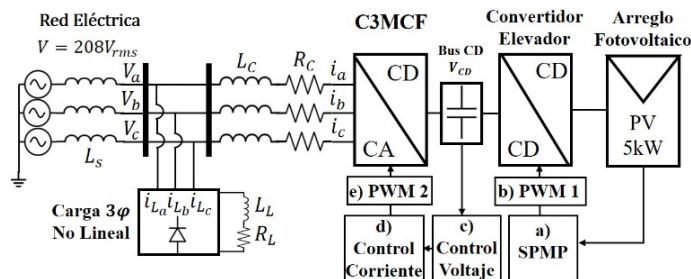 Red Eléctrica
V = 208V_rms
V_a
V_b
V_c
L_s
L_C
R_C
i_a
i_b
i_c
C3MCF
CD
CA
Bus CD
V_CD
Convertidor
Elevador
CD
CD
Arreglo
Fotovoltaico
PV
5kW
Carga 3φ
No Lineal
i_La i_Lb i_Lc
L_L
R_L
e) PWM 2
b) PWM 1
d)
Control
Corriente
c)
Control
Voltaje
a)
SPMP